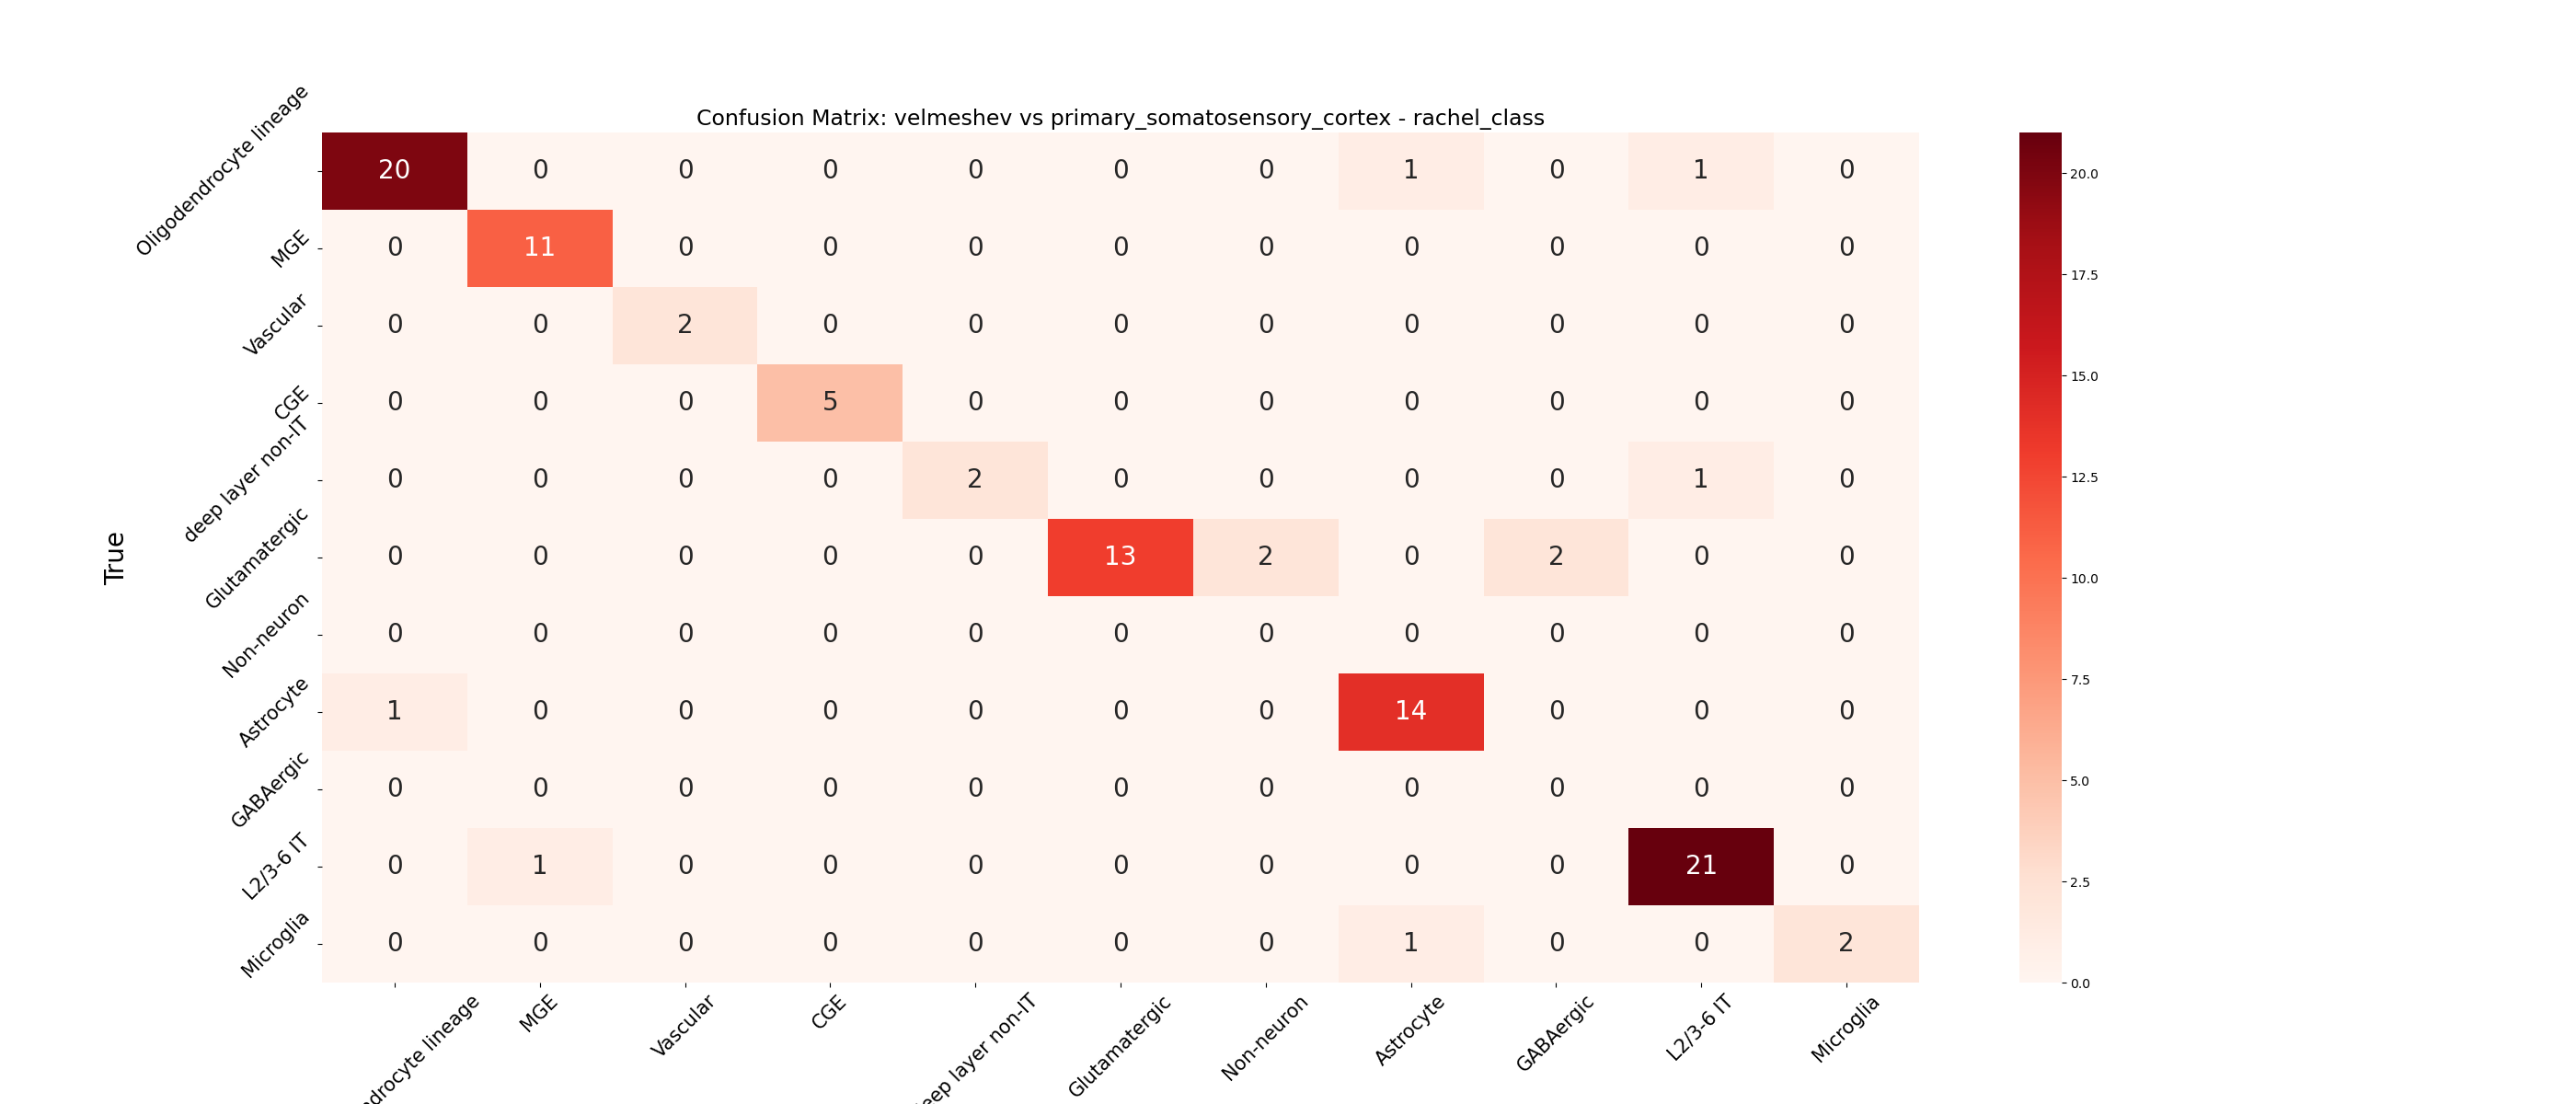 Confusion Matrix: velmeshev vs primary_somatosensory_cortex - rachel_class
True
Oligodendrocyte lineage 20 0 0 0 0 0 0 1 0 1 0
MGE 0 11 0 0 0 0 0 0 0 0 0
Vascular 0 0 2 0 0 0 0 0 0 0 0
CGE 0 0 0 5 0 0 0 0 0 0 0
deep layer non-IT 0 0 0 0 2 0 0 0 0 1 0
Glutamatergic 0 0 0 0 0 13 2 0 2 0 0
Non-neuron 0 0 0 0 0 0 0 0 0 0 0
Astrocyte 1 0 0 0 0 0 0 14 0 0 0
GABAergic 0 0 0 0 0 0 0 0 0 0 0
L2/3-6 IT 0 1 0 0 0 0 0 0 0 21 0
Microglia 0 0 0 0 0 0 0 1 0 0 2
ndrocyte lineage MGE Vascular CGE eep layer non-IT Glutamatergic Non-neuron Astrocyte GABAergic L2/3-6 IT Microglia
20.0
17.5
15.0
12.5
10.0
7.5
5.0
2.5
0.0